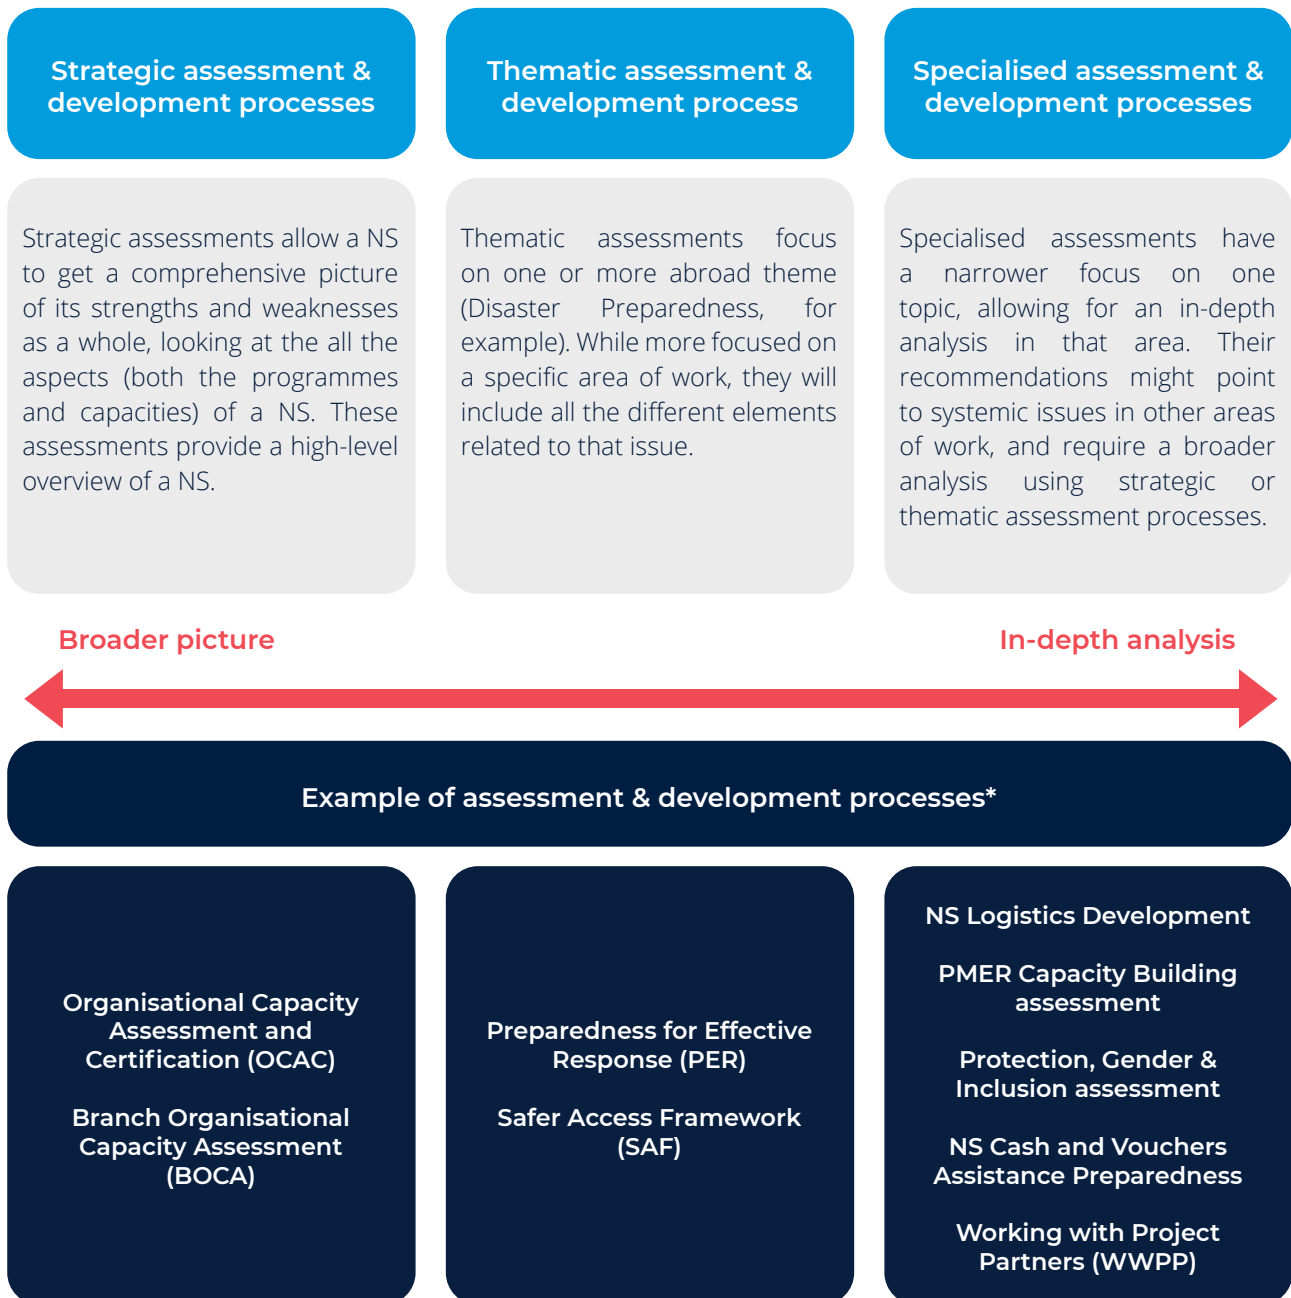 Strategic assessment &
development processes
Thematic assessment &
development process
Specialised assessment &
development processes
Strategic assessments allow a NS
to get a comprehensive picture
of its strengths and weaknesses
as a whole, looking at the all the
aspects (both the programmes
and capacities) of a NS. These
assessments provide a high-level
overview of a NS.
Thematic assessments focus
on one or more abroad theme
(Disaster Preparedness, for
example). While more focused on
a specific area of work, they will
include all the different elements
related to that issue.
Specialised assessments have
a narrower focus on one
topic, allowing for an in-depth
analysis in that area. Their
recommendations might point
to systemic issues in other areas
of work, and require a broader
analysis using strategic or
thematic assessment processes.
Broader picture
In-depth analysis
Example of assessment & development processes*
Organisational Capacity
Assessment and
Certification (OCAC)
Branch Organisational
Capacity Assessment
(BOCA)
Preparedness for Effective
Response (PER)
Safer Access Framework
(SAF)
NS Logistics Development
PMER Capacity Building
assessment
Protection, Gender &
Inclusion assessment
NS Cash and Vouchers
Assistance Preparedness
Working with Project
Partners (WWPP)